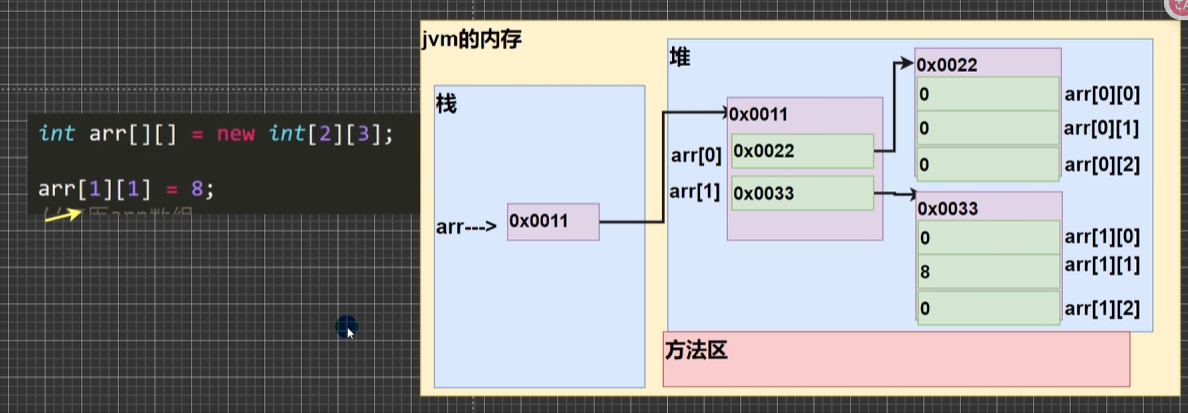 int arr[][] = new int[2][3];
arr[1][1] = 8;
jvm的内存
栈
arr--->
0x0011
堆
0x0011
arr[0]
0x0022
arr[1]
0x0033
0x0022
0
arr[0][0]
0
arr[0][1]
0
arr[0][2]
0x0033
0
arr[1][0]
8
arr[1][1]
0
arr[1][2]
方法区